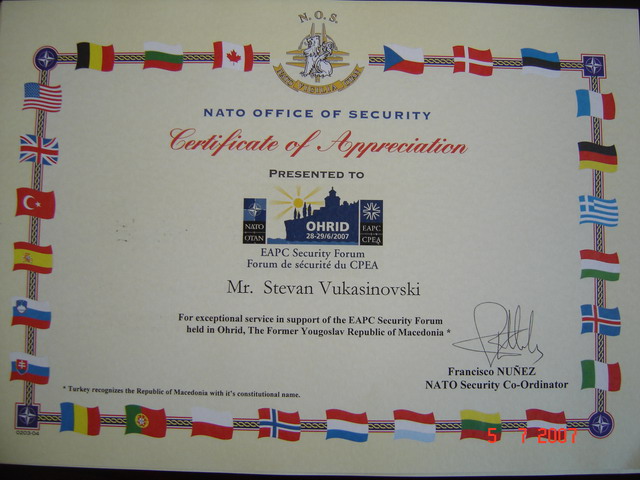 N.O.S.
VIGILIA
NATO OFFICE OF SECURITY
Certificate of Appreciation
PRESENTED TO
NATO
OTAN
OHRID
28-29/6/2007
EAPC
CPEA
EAPC Security Forum
Forum de sécurité du CPEA
Mr. Stevan Vukasinovski
For exceptional service in support of the EAPC Security Forum
held in Ohrid, The Former Yougoslav Republic of Macedonia *
Francisco NUÑEZ
NATO Security Co-Ordinator
* Turkey recognizes the Republic of Macedonia with it's constitutional name.
0203/04
5 7 2007